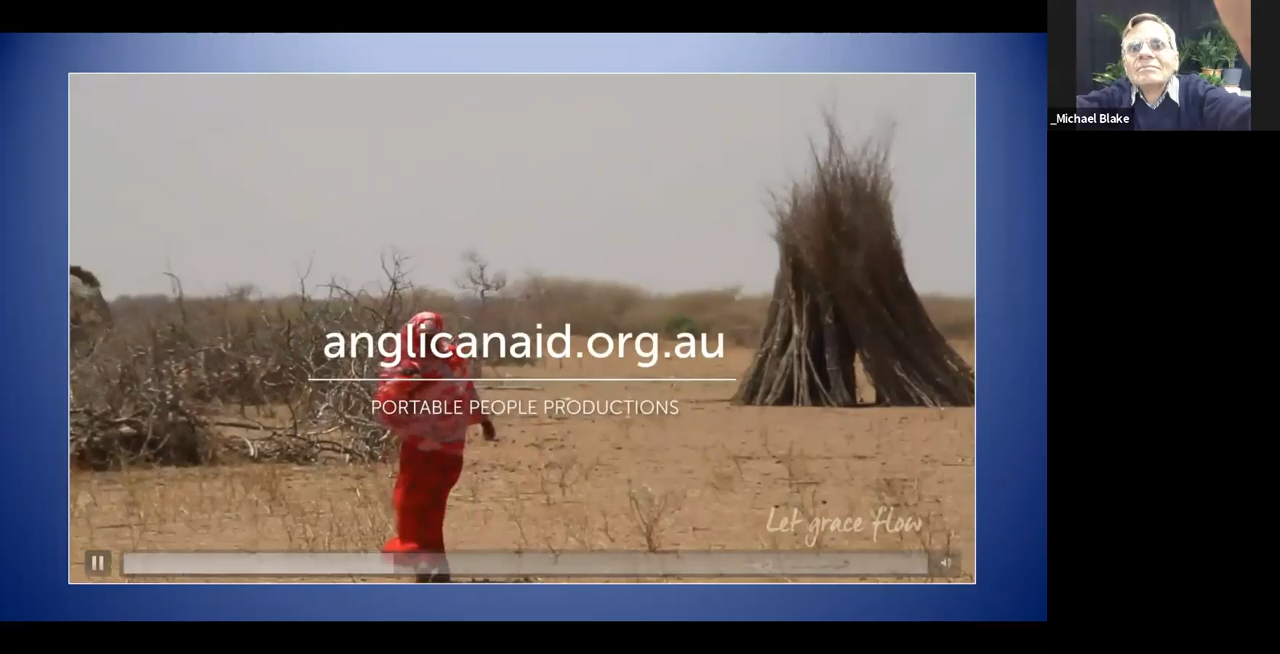 anglicanaid.org.au
PORTABLE PEOPLE PRODUCTIONS
Let grace flow
_Michael Blake